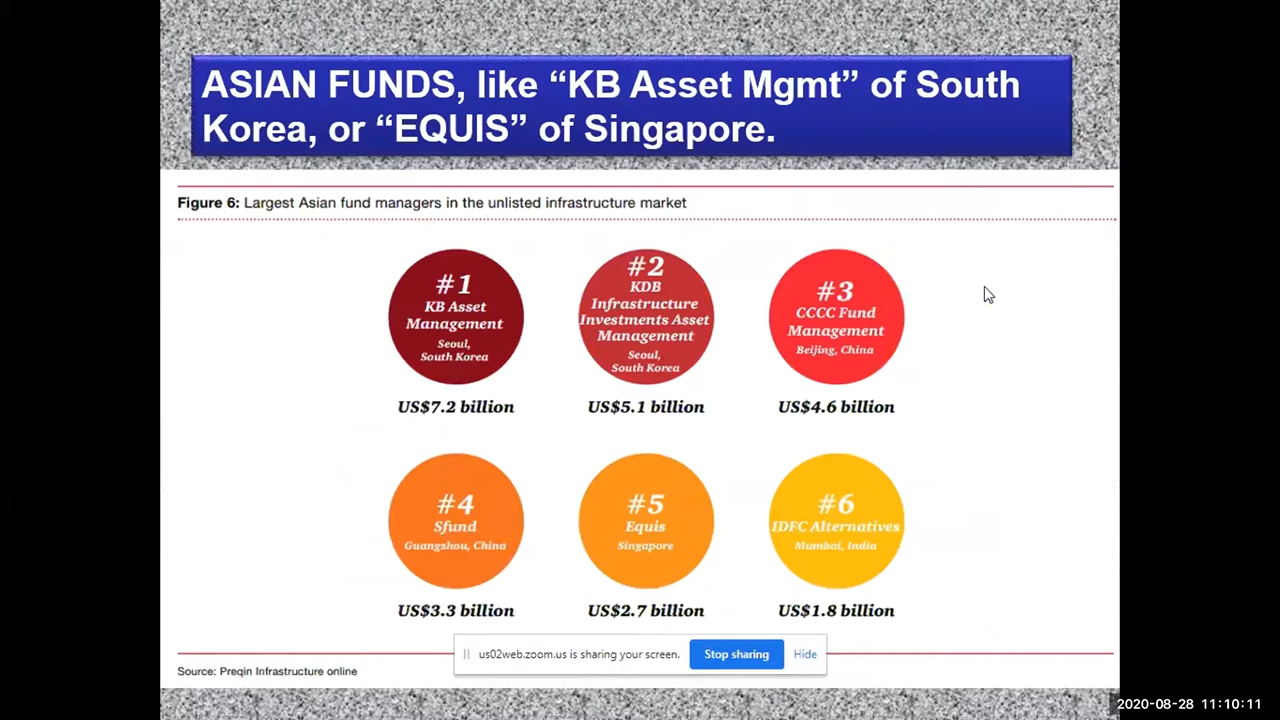 ASIAN FUNDS, like “KB Asset Mgmt” of South
Korea, or “EQUIS” of Singapore.
Figure 6: Largest Asian fund managers in the unlisted infrastructure market
#1
KB Asset
Management
Seoul,
South Korea
US$7.2 billion
#2
KDB
Infrastructure
Investments Asset
Management
Seoul,
South Korea
US$5.1 billion
#3
CCCC Fund
Management
Beijing, China
US$4.6 billion
#4
Sfund
Guangzhou, China
US$3.3 billion
#5
Equis
Singapore
US$2.7 billion
#6
IDFC Alternatives
Mumbai, India
US$1.8 billion
us02web.zoom.us is sharing your screen. Stop sharing Hide
Source: Preqin Infrastructure online
2020-08-28 11:10:11